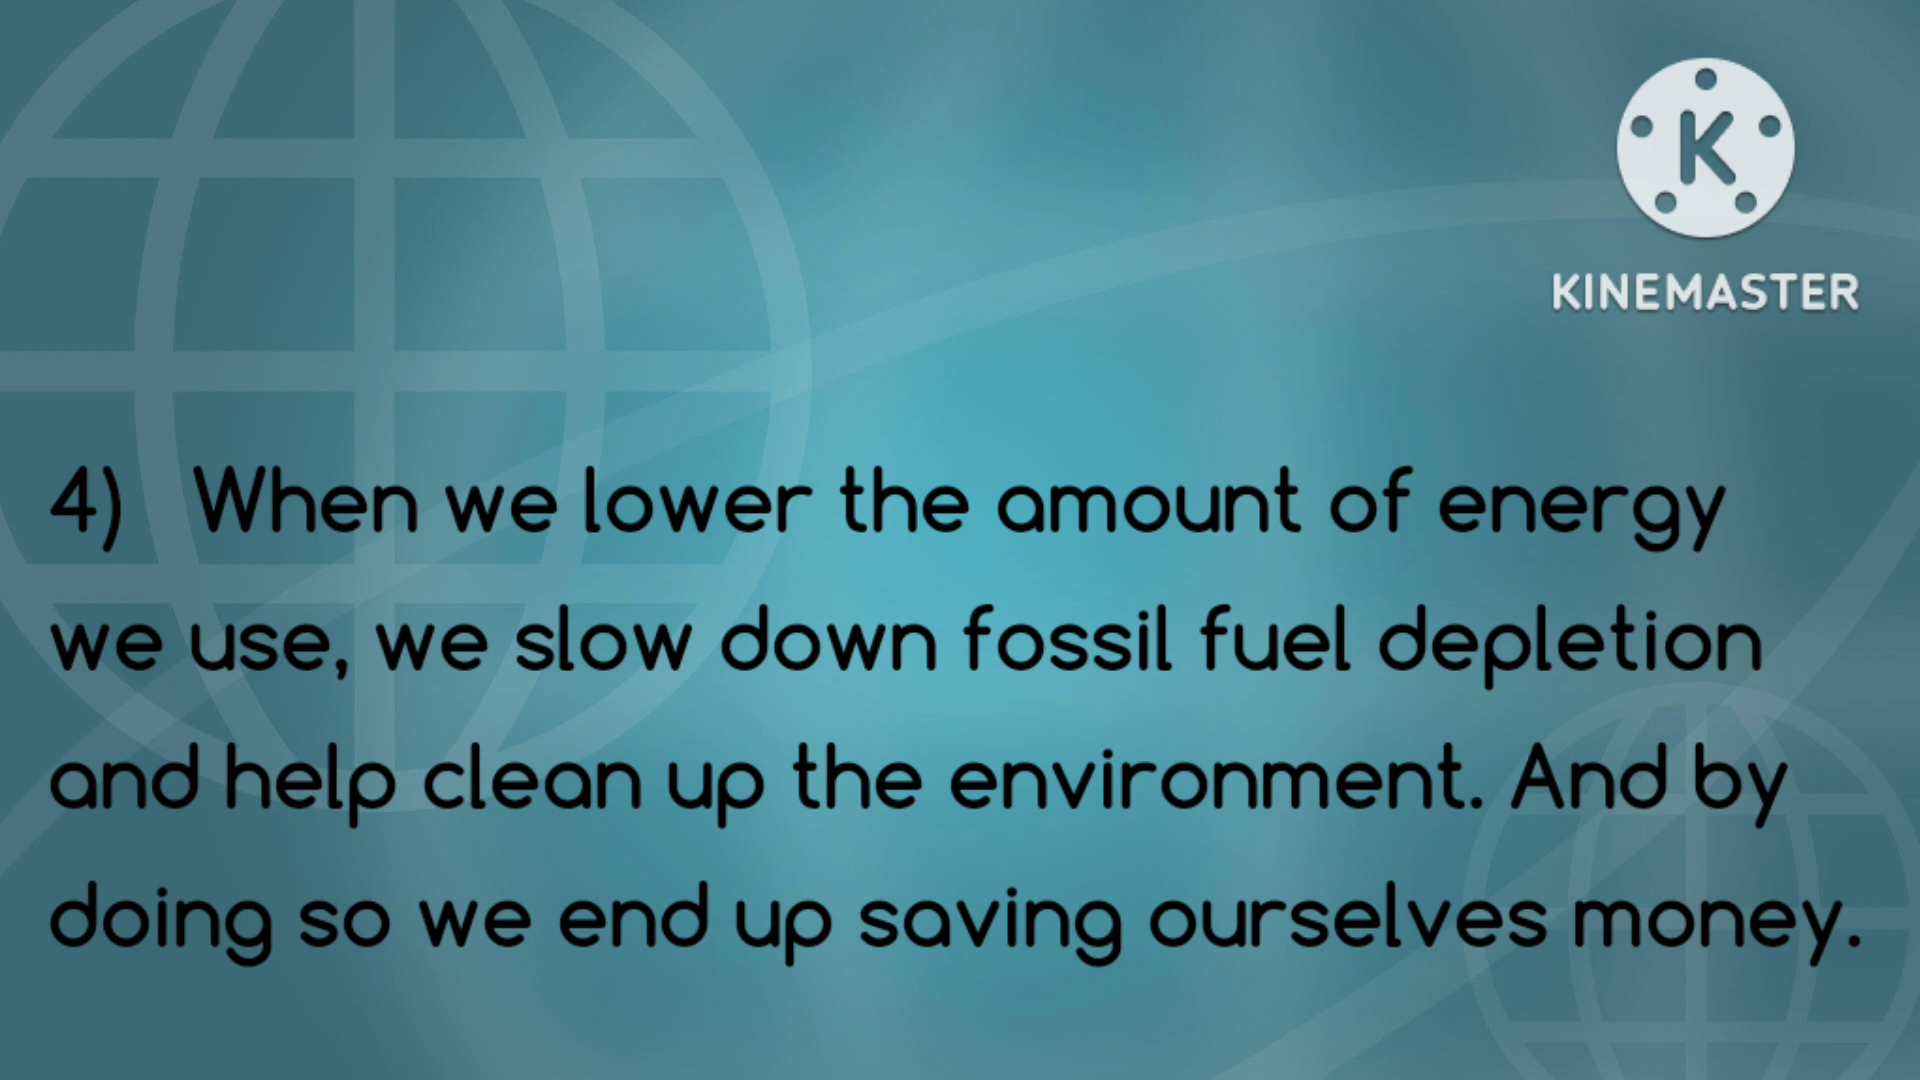 K
KINEMASTER
4) When we lower the amount of energy
we use, we slow down fossil fuel depletion
and help clean up the environment. And by
doing so we end up saving ourselves money.